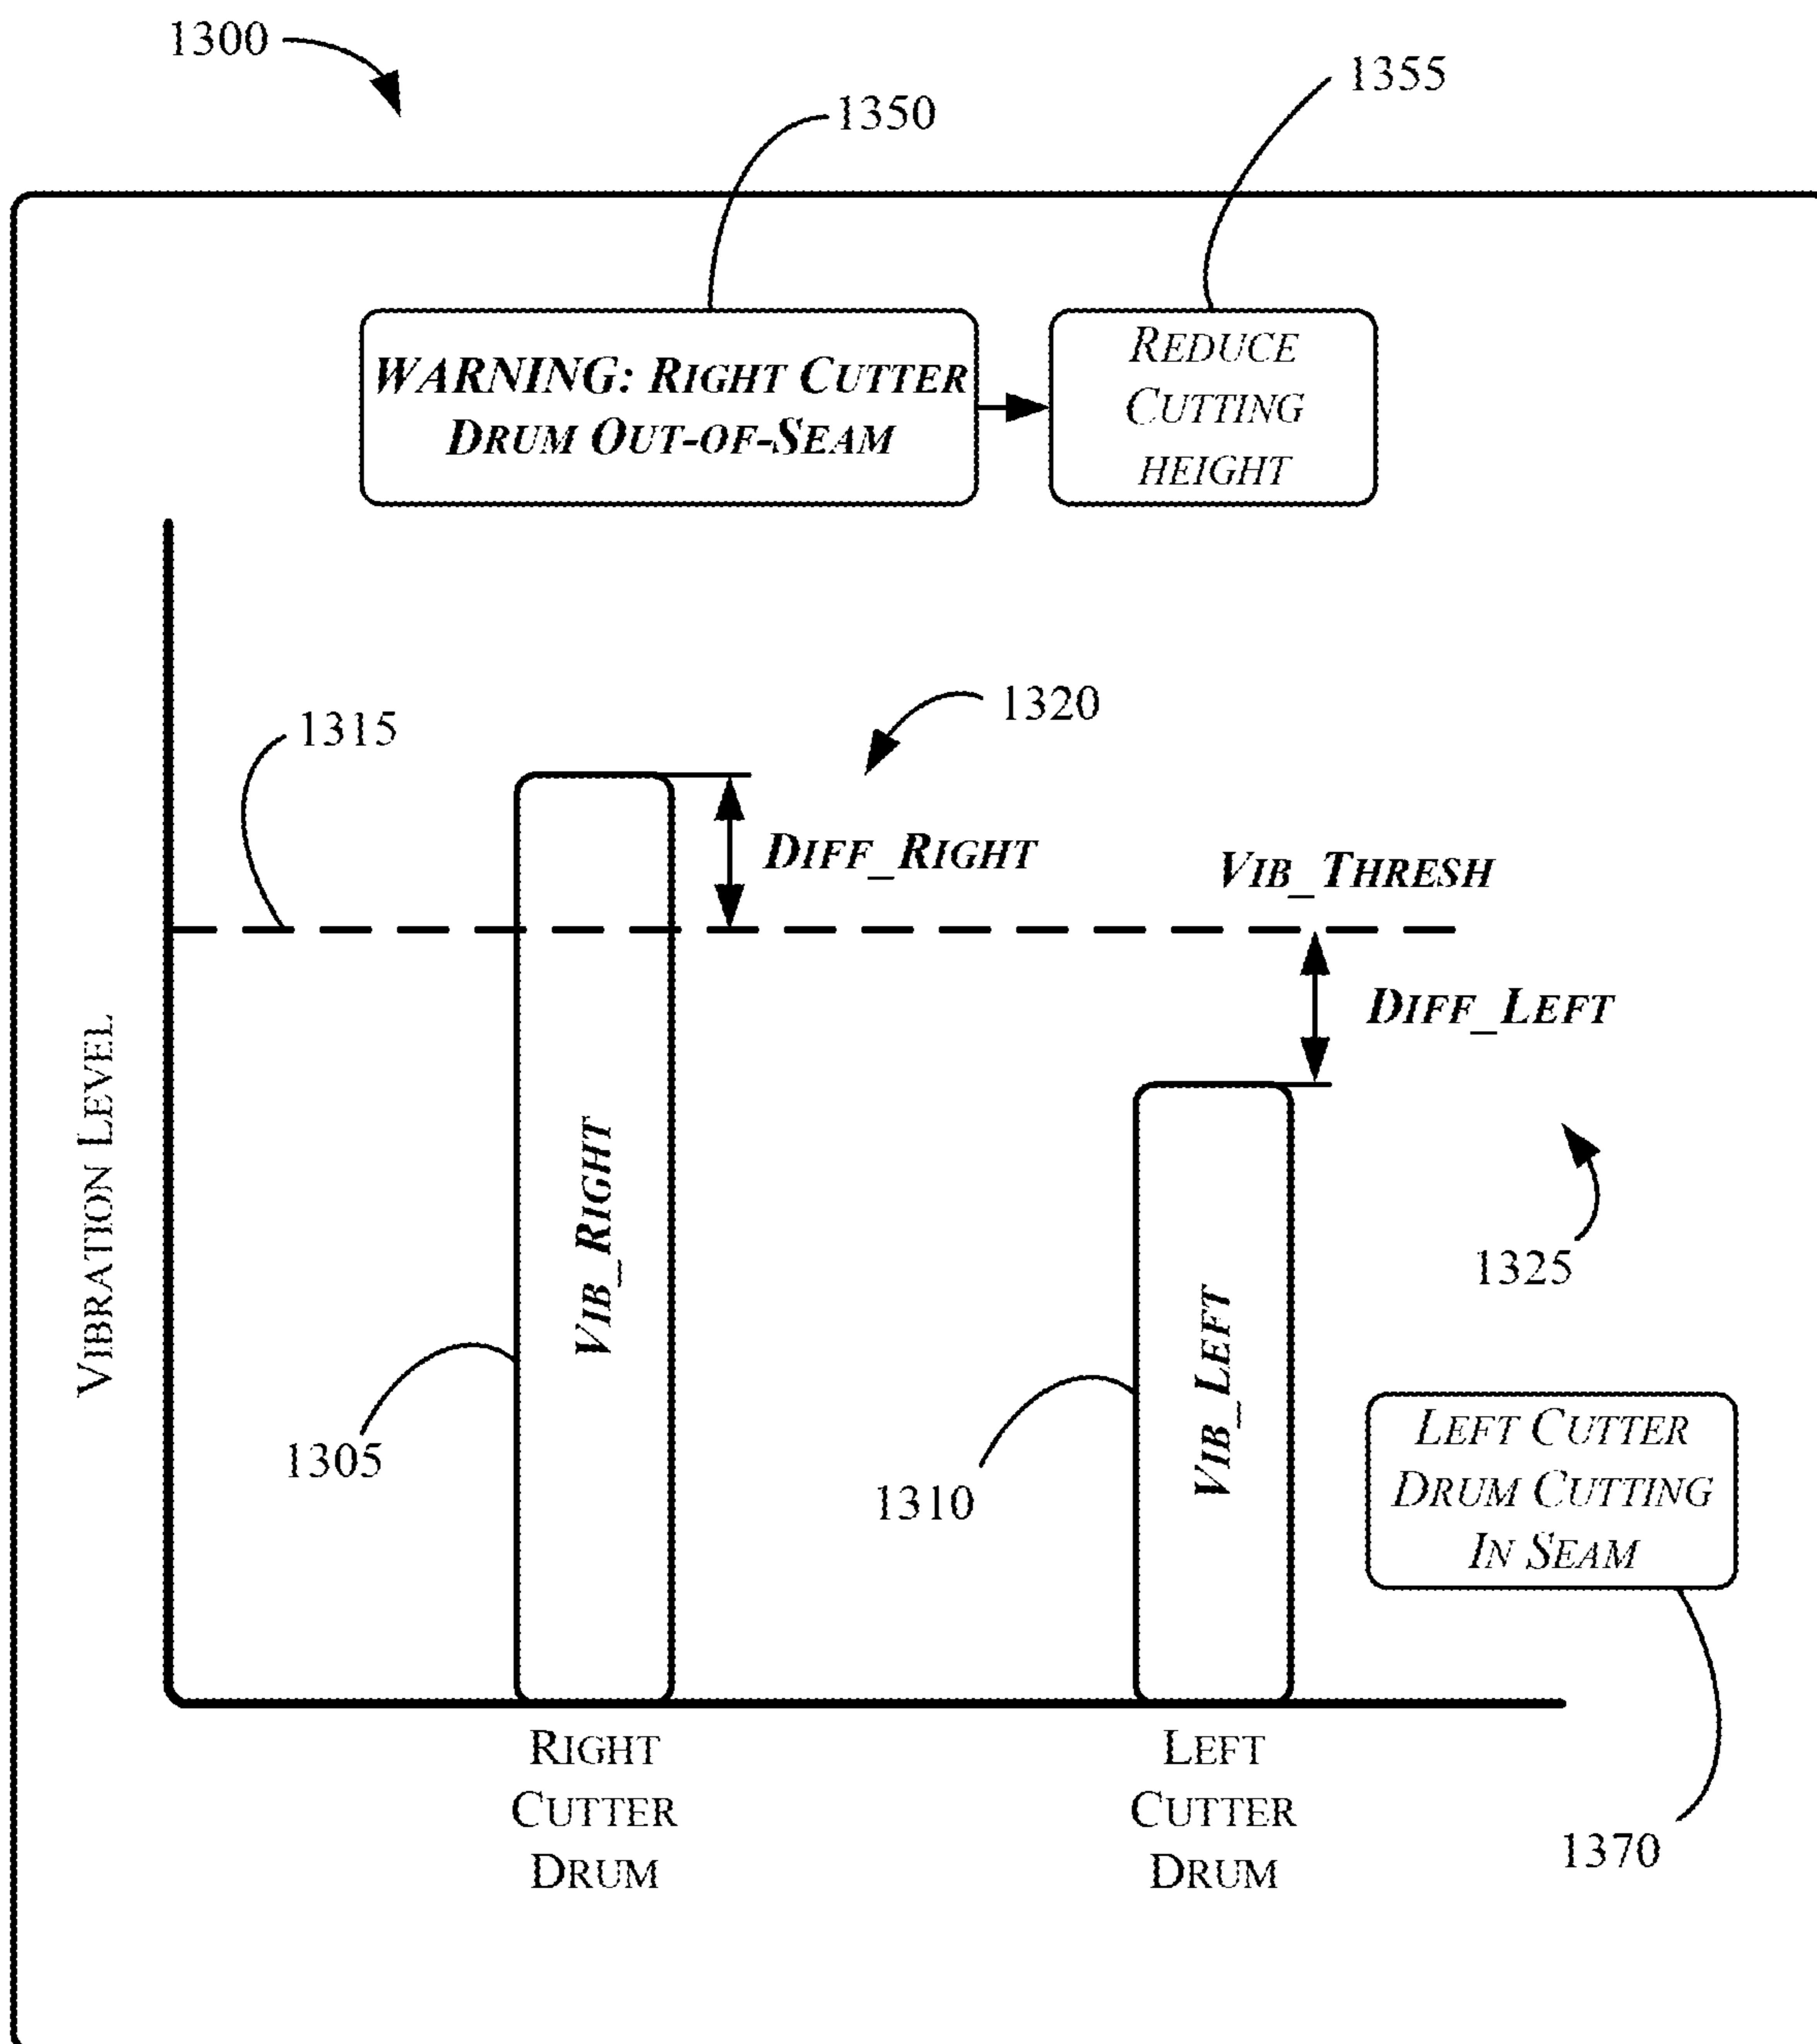 1300
1350
1355
WARNING: RIGHT CUTTER
DRUM OUT-OF-SEAM
REDUCE
CUTTING
HEIGHT
1320
1315
DIFF_RIGHT
VIB_THRESH
DIFF_LEFT
VIBRATION LEVEL
VIB_RIGHT
VIB_LEFT
1325
1305
1310
LEFT CUTTER
DRUM CUTTING
IN SEAM
RIGHT
CUTTER
DRUM
LEFT
CUTTER
DRUM
1370